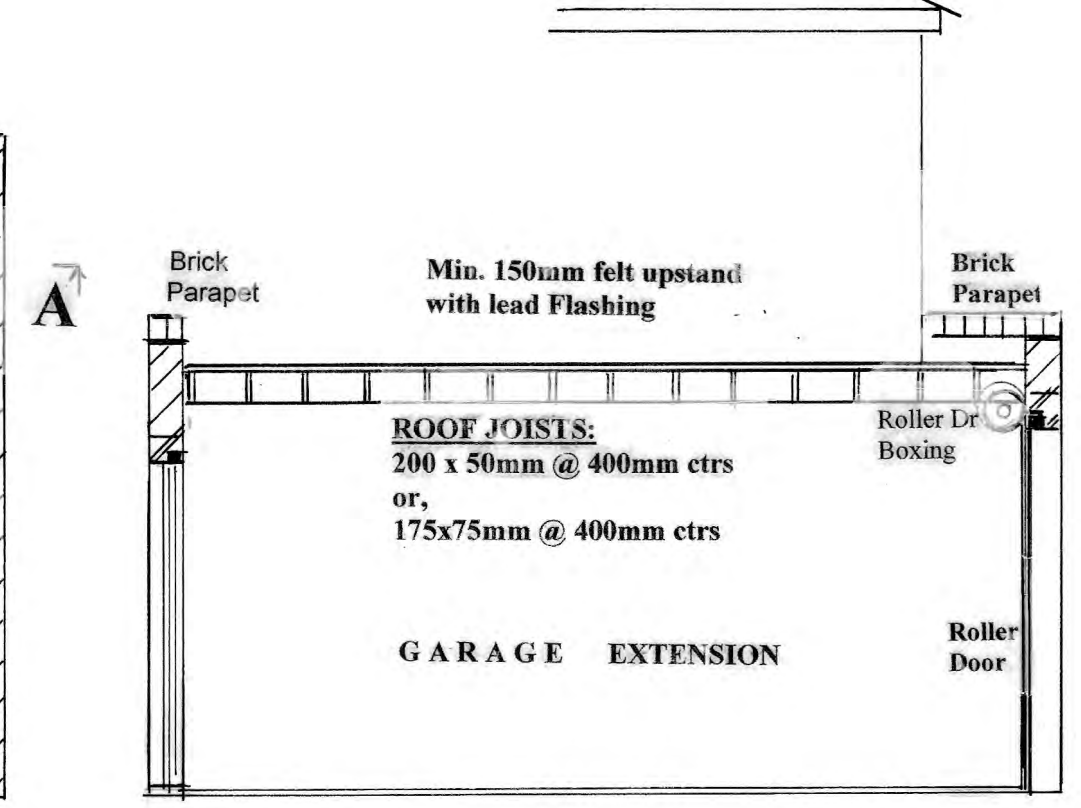 Brick
Parapet
A
Min. 150mm felt upstand
with lead Flashing
Brick
Parapet
ROOF JOISTS:
200 x 50mm @ 400mm ctrs
or,
175x75mm @ 400mm ctrs
Roller Dr
Boxing
GARAGE EXTENSION
Roller
Door